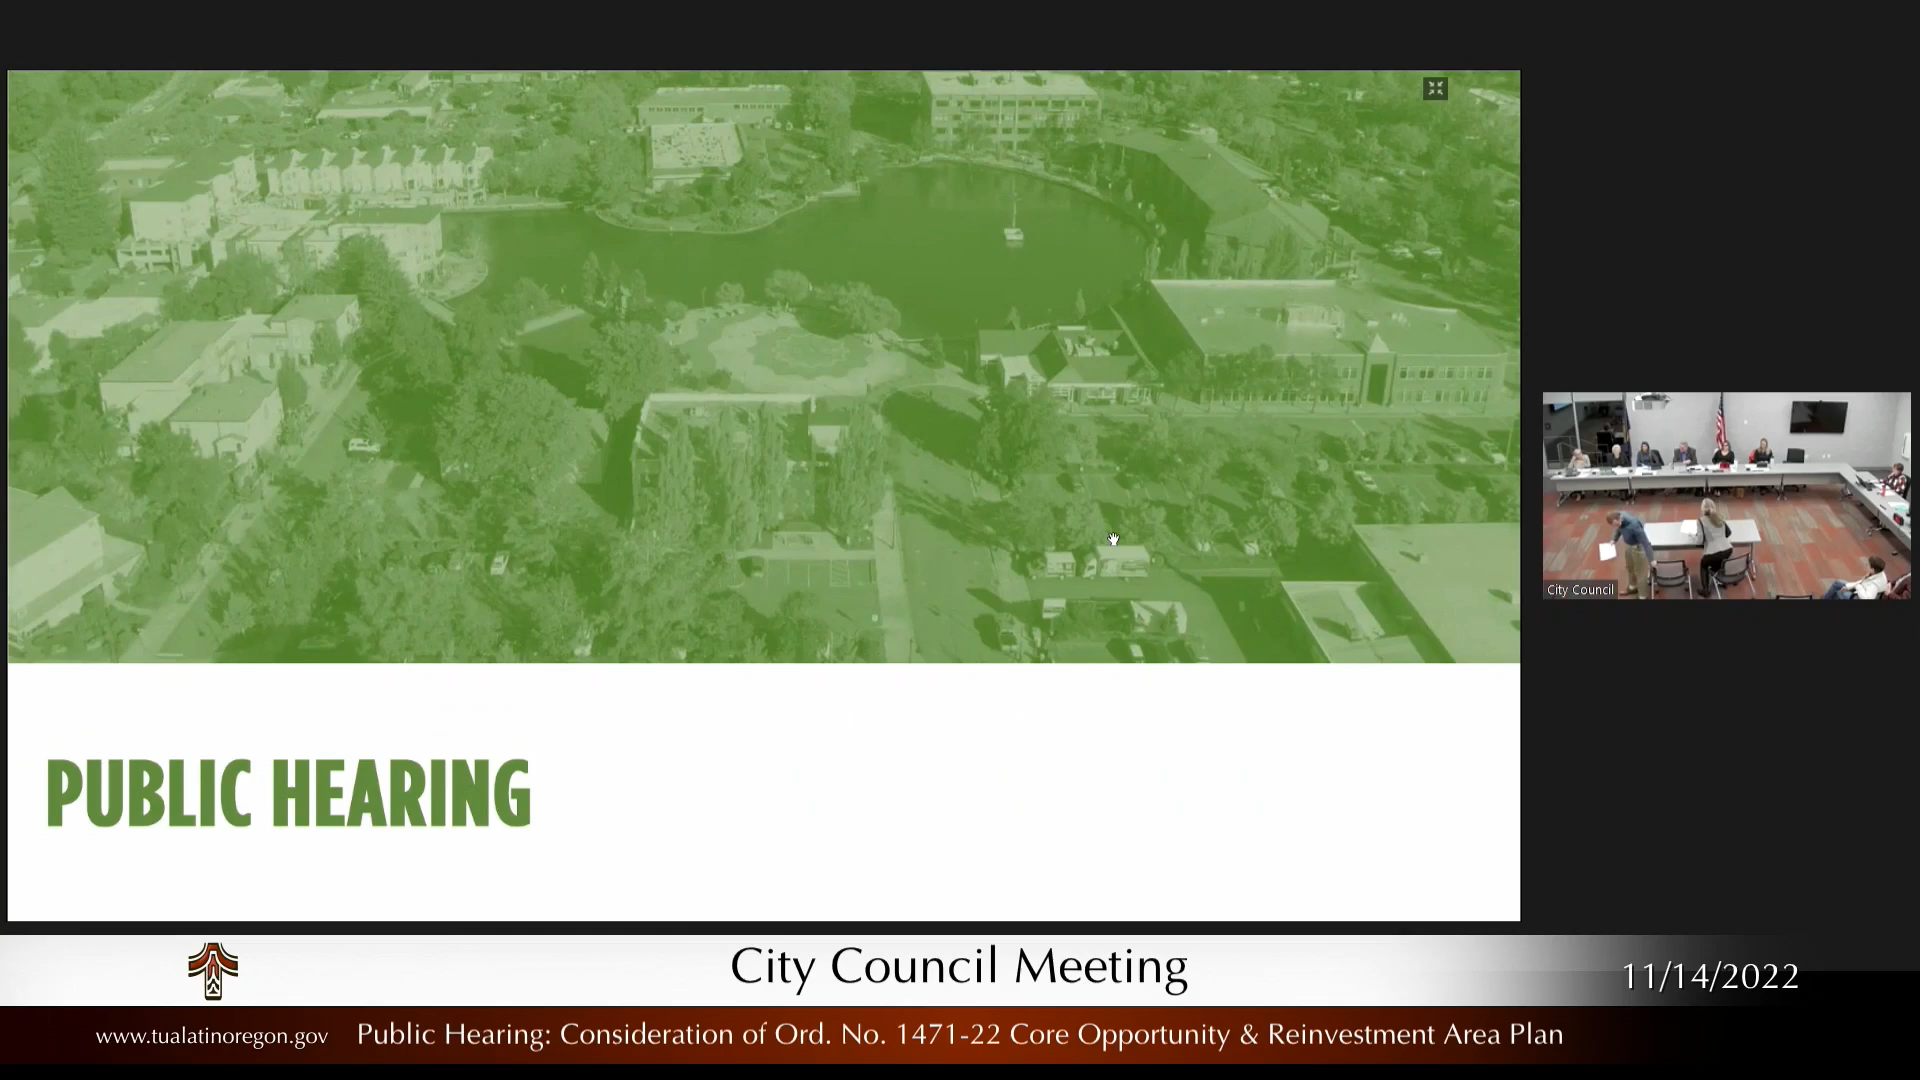 City Council
PUBLIC HEARING
City Council Meeting
11/14/2022
www.tualatinoregon.gov
Public Hearing: Consideration of Ord. No. 1471-22 Core Opportunity & Reinvestment Area Plan